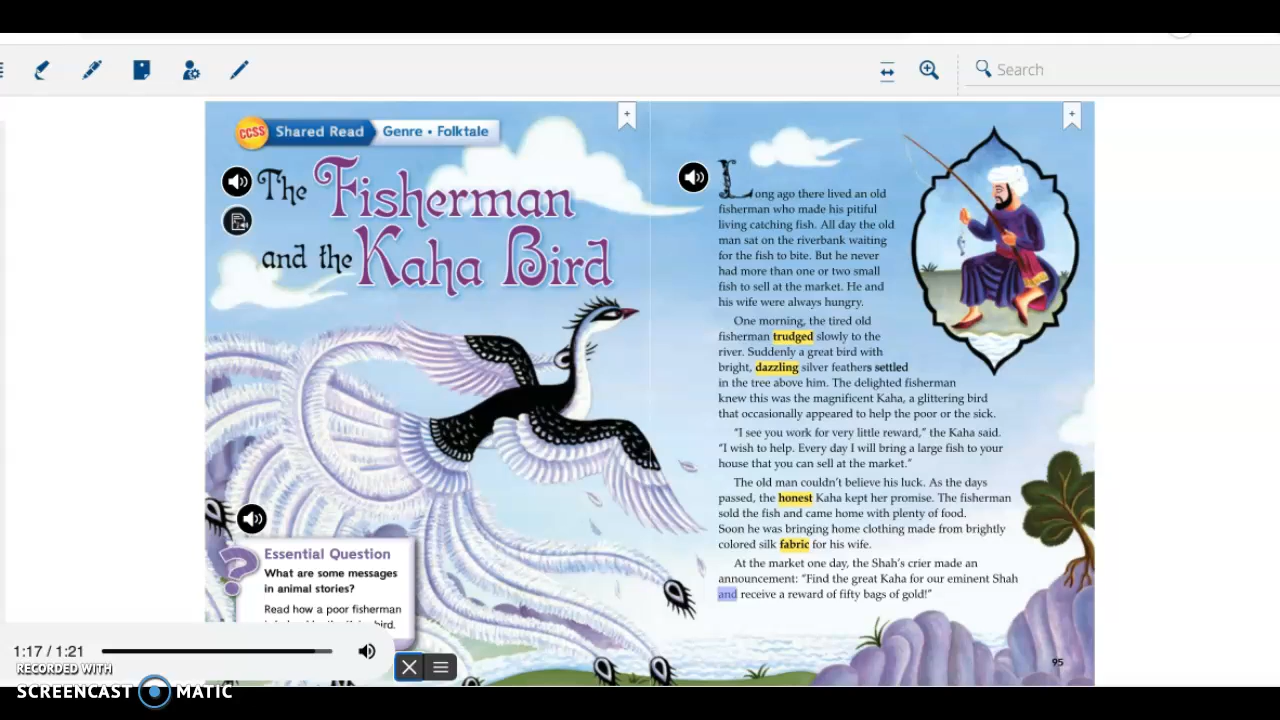 Search
CCSS Shared Read Genre • Folktale
The Fisherman
and the Kaha Bird
Long ago there lived an old
fisherman who made his pitiful
living catching fish. All day the old
man sat on the riverbank waiting
for the fish to bite. But he never
had more than one or two small
fish to sell at the market. He and
his wife were always hungry.
One morning, the tired old
fisherman trudged slowly to the
river. Suddenly a great bird with
bright, dazzling silver feathers settled
in the tree above him. The delighted fisherman
knew this was the magnificent Kaha, a glittering bird
that occasionally appeared to help the poor or the sick.
“I see you work for very little reward,” the Kaha said.
“I wish to help. Every day I will bring a large fish to your
house that you can sell at the market.”
The old man couldn’t believe his luck. As the days
passed, the honest Kaha kept her promise. The fisherman
sold the fish and came home with plenty of food.
Soon he was bringing home clothing made from brightly
colored silk fabric for his wife.
At the market one day, the Shah’s crier made an
announcement: “Find the great Kaha for our eminent Shah
and receive a reward of fifty bags of gold!”
95
Essential Question
What are some messages
in animal stories?
Read how a poor fisherman
bird.
1:17 / 1:21
RECORDED WITH
SCREENCAST MATIC